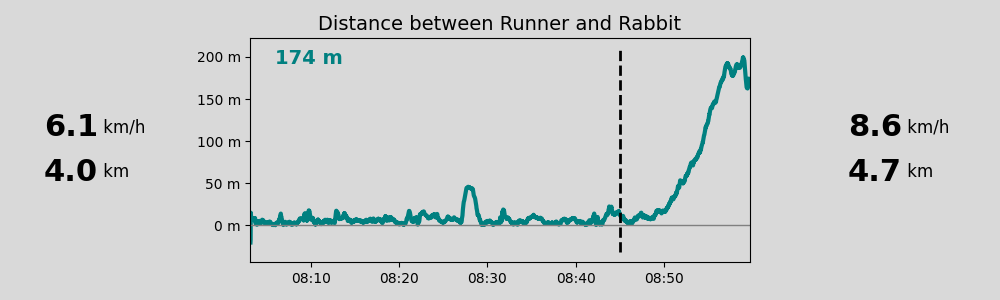 Distance between Runner and Rabbit
174 m
200 m
150 m
100 m
50 m
0 m
08:10 08:20 08:30 08:40 08:50
6.1 km/h
4.0 km
8.6 km/h
4.7 km